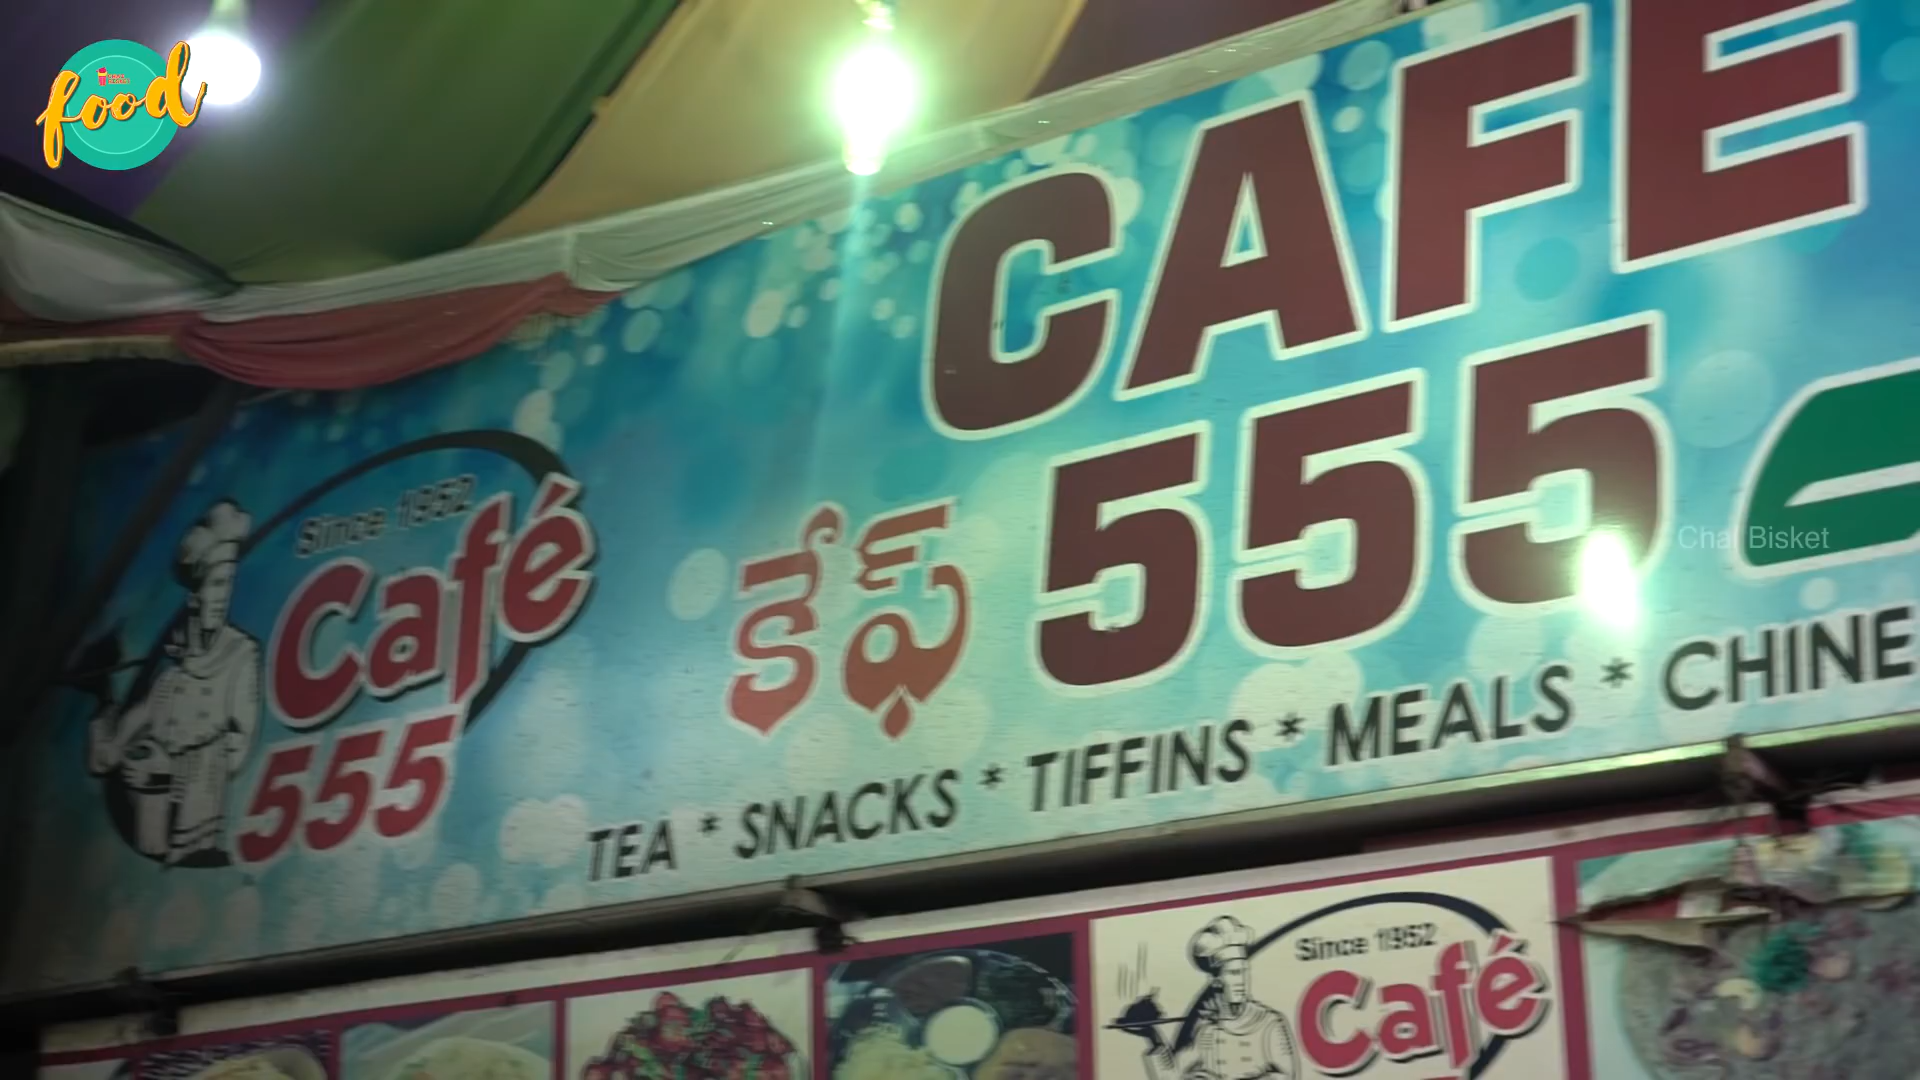 food
CAFE
కేఫ్ 555
Since 1952
Café
555
Chai Bisket
TEA * SNACKS * TIFFINS * MEALS * CHINE
Since 1952
Café